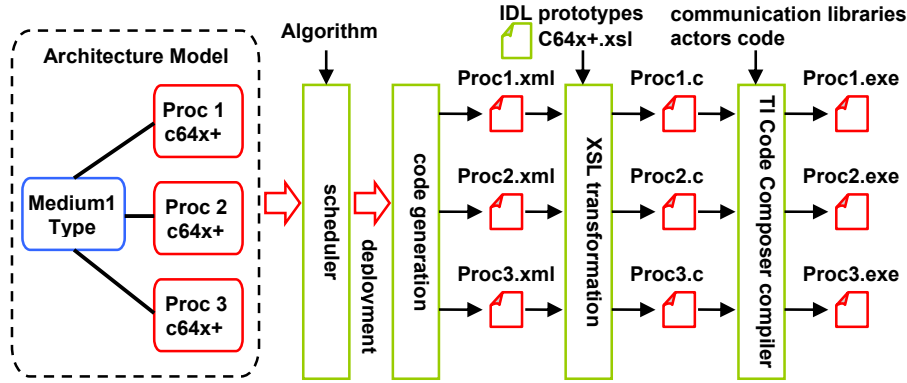 Architecture Model
Proc 1
c64x+
Medium1
Type
Proc 2
c64x+
Proc 3
c64x+
Algorithm
scheduler
deployment
code generation
IDL prototypes
C64x+.xsl
Proc1.xml
Proc2.xml
Proc3.xml
XSL transformation
Proc1.c
Proc2.c
Proc3.c
communication libraries
actors code
TI Code Composer compiler
Proc1.exe
Proc2.exe
Proc3.exe